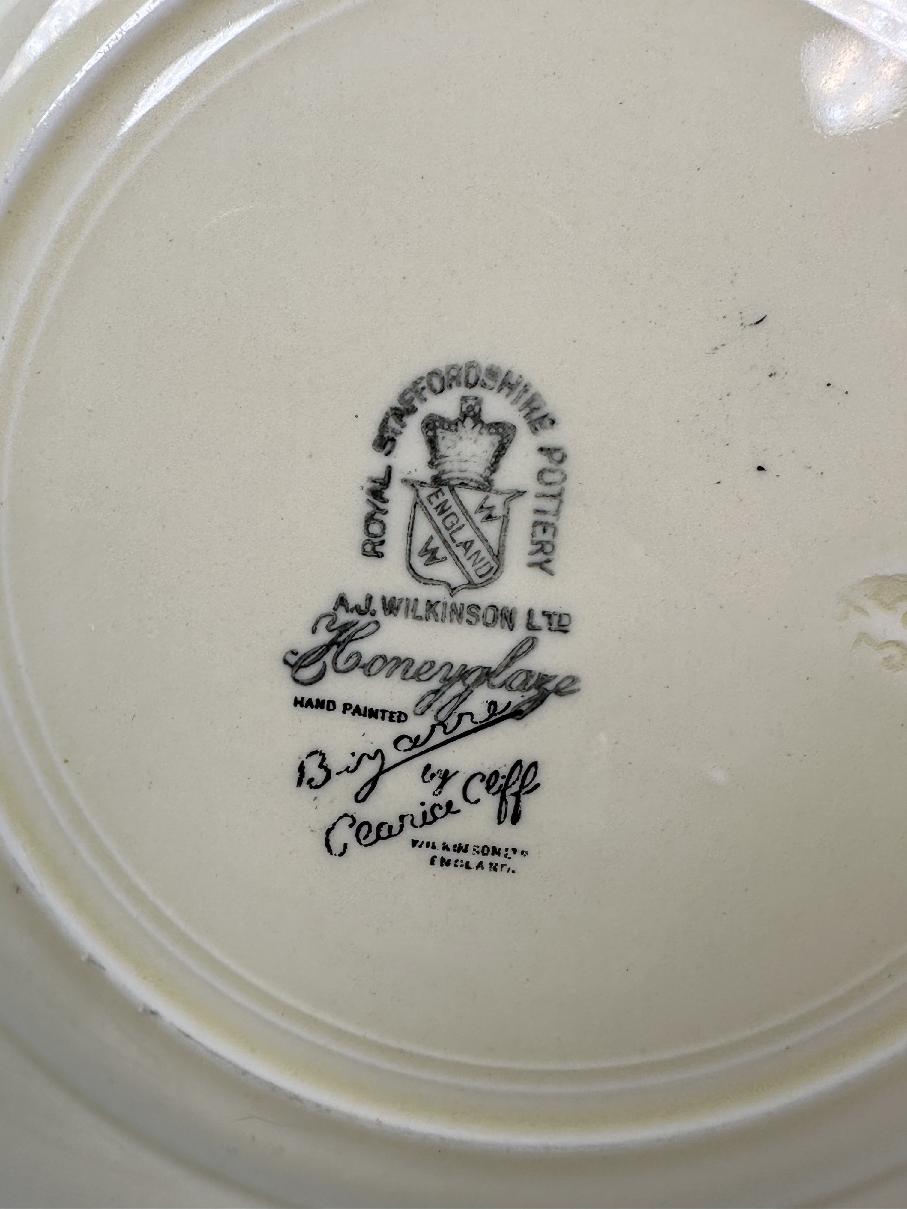 ROYAL STAFFORDSHIRE POTTERY
W
ENGLAND
W
A.J. WILKINSON LTD
Honeyglaze
HAND PAINTED
Bizarre
by
Clarice Cliff
WILKINSON LTD
ENGLAND.